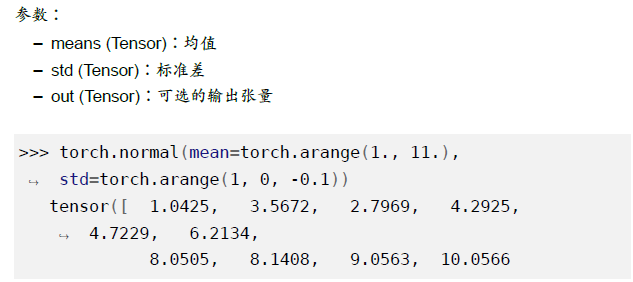 参数：
– means (Tensor)：均值
– std (Tensor)：标准差
– out (Tensor)：可选的输出张量
>>> torch.normal(mean=torch.arange(1., 11.),
↪ std=torch.arange(1, 0, -0.1))
tensor([ 1.0425, 3.5672, 2.7969, 4.2925,
↪ 4.7229, 6.2134,
8.0505, 8.1408, 9.0563, 10.0566